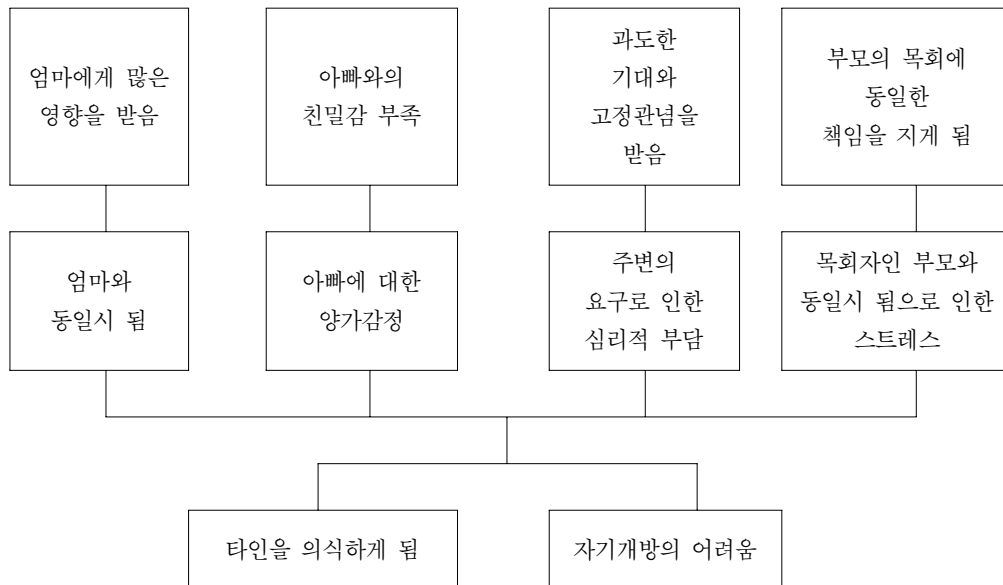 엄마에게 많은
영향을 받음
아빠와의
친밀감 부족
과도한
기대와
고정관념을
받음
부모의 목회에
동일한
책임을 지게 됨
엄마와
동일시 됨
아빠에 대한
양가감정
주변의
요구로 인한
심리적 부담
목회자인 부모와
동일시 됨으로 인한
스트레스
타인을 의식하게 됨
자기개방의 어려움